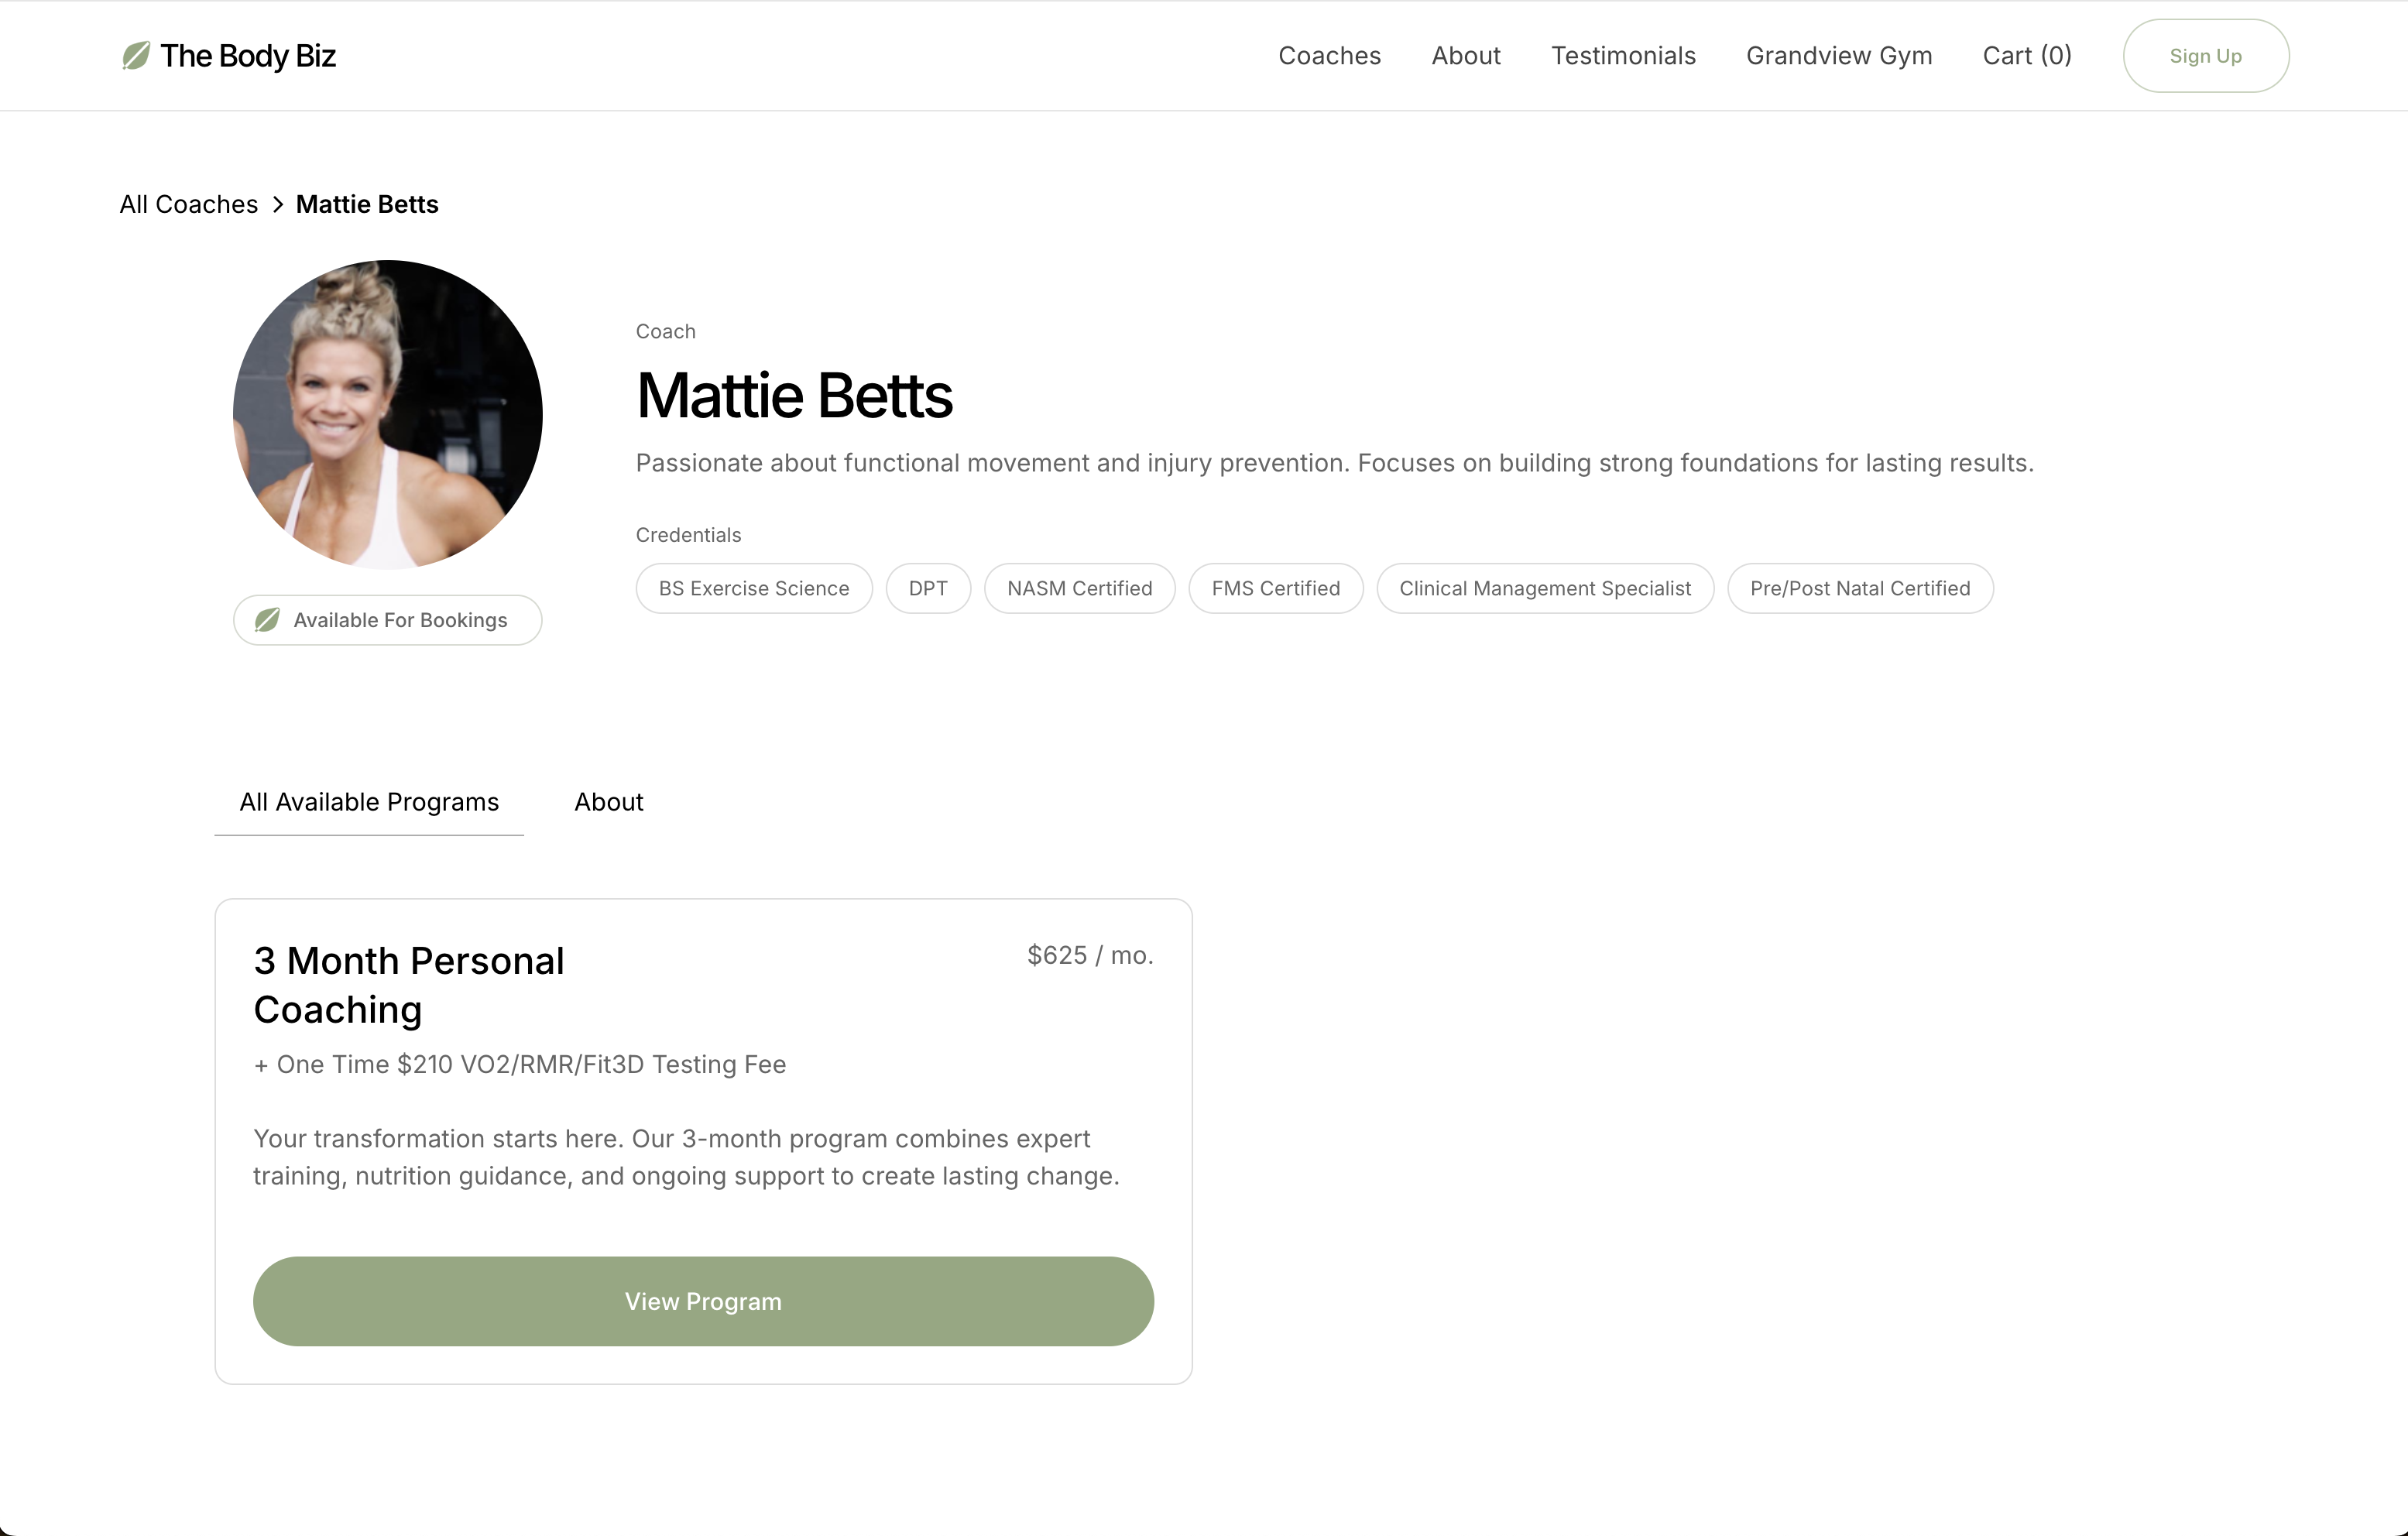 The Body Biz
Coaches
About
Testimonials
Grandview Gym
Cart (0)
Sign Up
All Coaches > Mattie Betts
Coach
Mattie Betts
Passionate about functional movement and injury prevention. Focuses on building strong foundations for lasting results.
Credentials
BS Exercise Science
DPT
NASM Certified
FMS Certified
Clinical Management Specialist
Pre/Post Natal Certified
Available For Bookings
All Available Programs
About
3 Month Personal
Coaching
$625 / mo.
+ One Time $210 VO2/RMR/Fit3D Testing Fee
Your transformation starts here. Our 3-month program combines expert
training, nutrition guidance, and ongoing support to create lasting change.
View Program